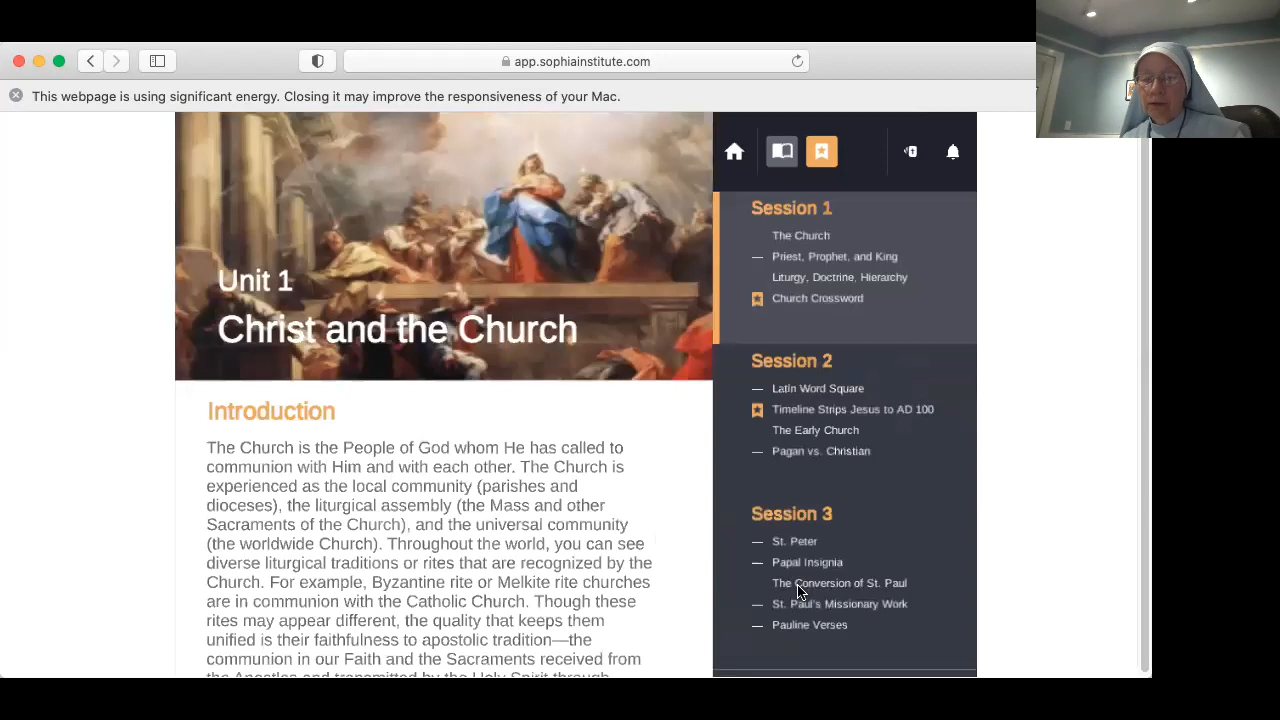 app.sophiainstitute.com
This webpage is using significant energy. Closing it may improve the responsiveness of your Mac.
Unit 1
Christ and the Church
Introduction
The Church is the People of God whom He has called to
communion with Him and with each other. The Church is
experienced as the local community (parishes and
dioceses), the liturgical assembly (the Mass and other
Sacraments of the Church), and the universal community
(the worldwide Church). Throughout the world, you can see
diverse liturgical traditions or rites that are recognized by the
Church. For example, Byzantine rite or Melkite rite churches
are in communion with the Catholic Church. Though these
rites may appear different, the quality that keeps them
unified is their faithfulness to apostolic tradition—the
communion in our Faith and the Sacraments received from
the Apostles and transmitted by the Holy Spirit through
Session 1
The Church
— Priest, Prophet, and King
Liturgy, Doctrine, Hierarchy
Church Crossword
Session 2
— Latin Word Square
Timeline Strips Jesus to AD 100
The Early Church
— Pagan vs. Christian
Session 3
— St. Peter
— Papal Insignia
The Conversion of St. Paul
— St. Paul's Missionary Work
— Pauline Verses